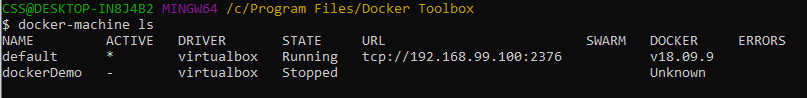 CSS@DESKTOP-IN8J4B2 MINGW64 /c/Program Files/Docker Toolbox
$ docker-machine ls
NAME ACTIVE DRIVER STATE URL SWARM DOCKER ERRORS
default * virtualbox Running tcp://192.168.99.100:2376 v18.09.9
dockerDemo - virtualbox Stopped Unknown